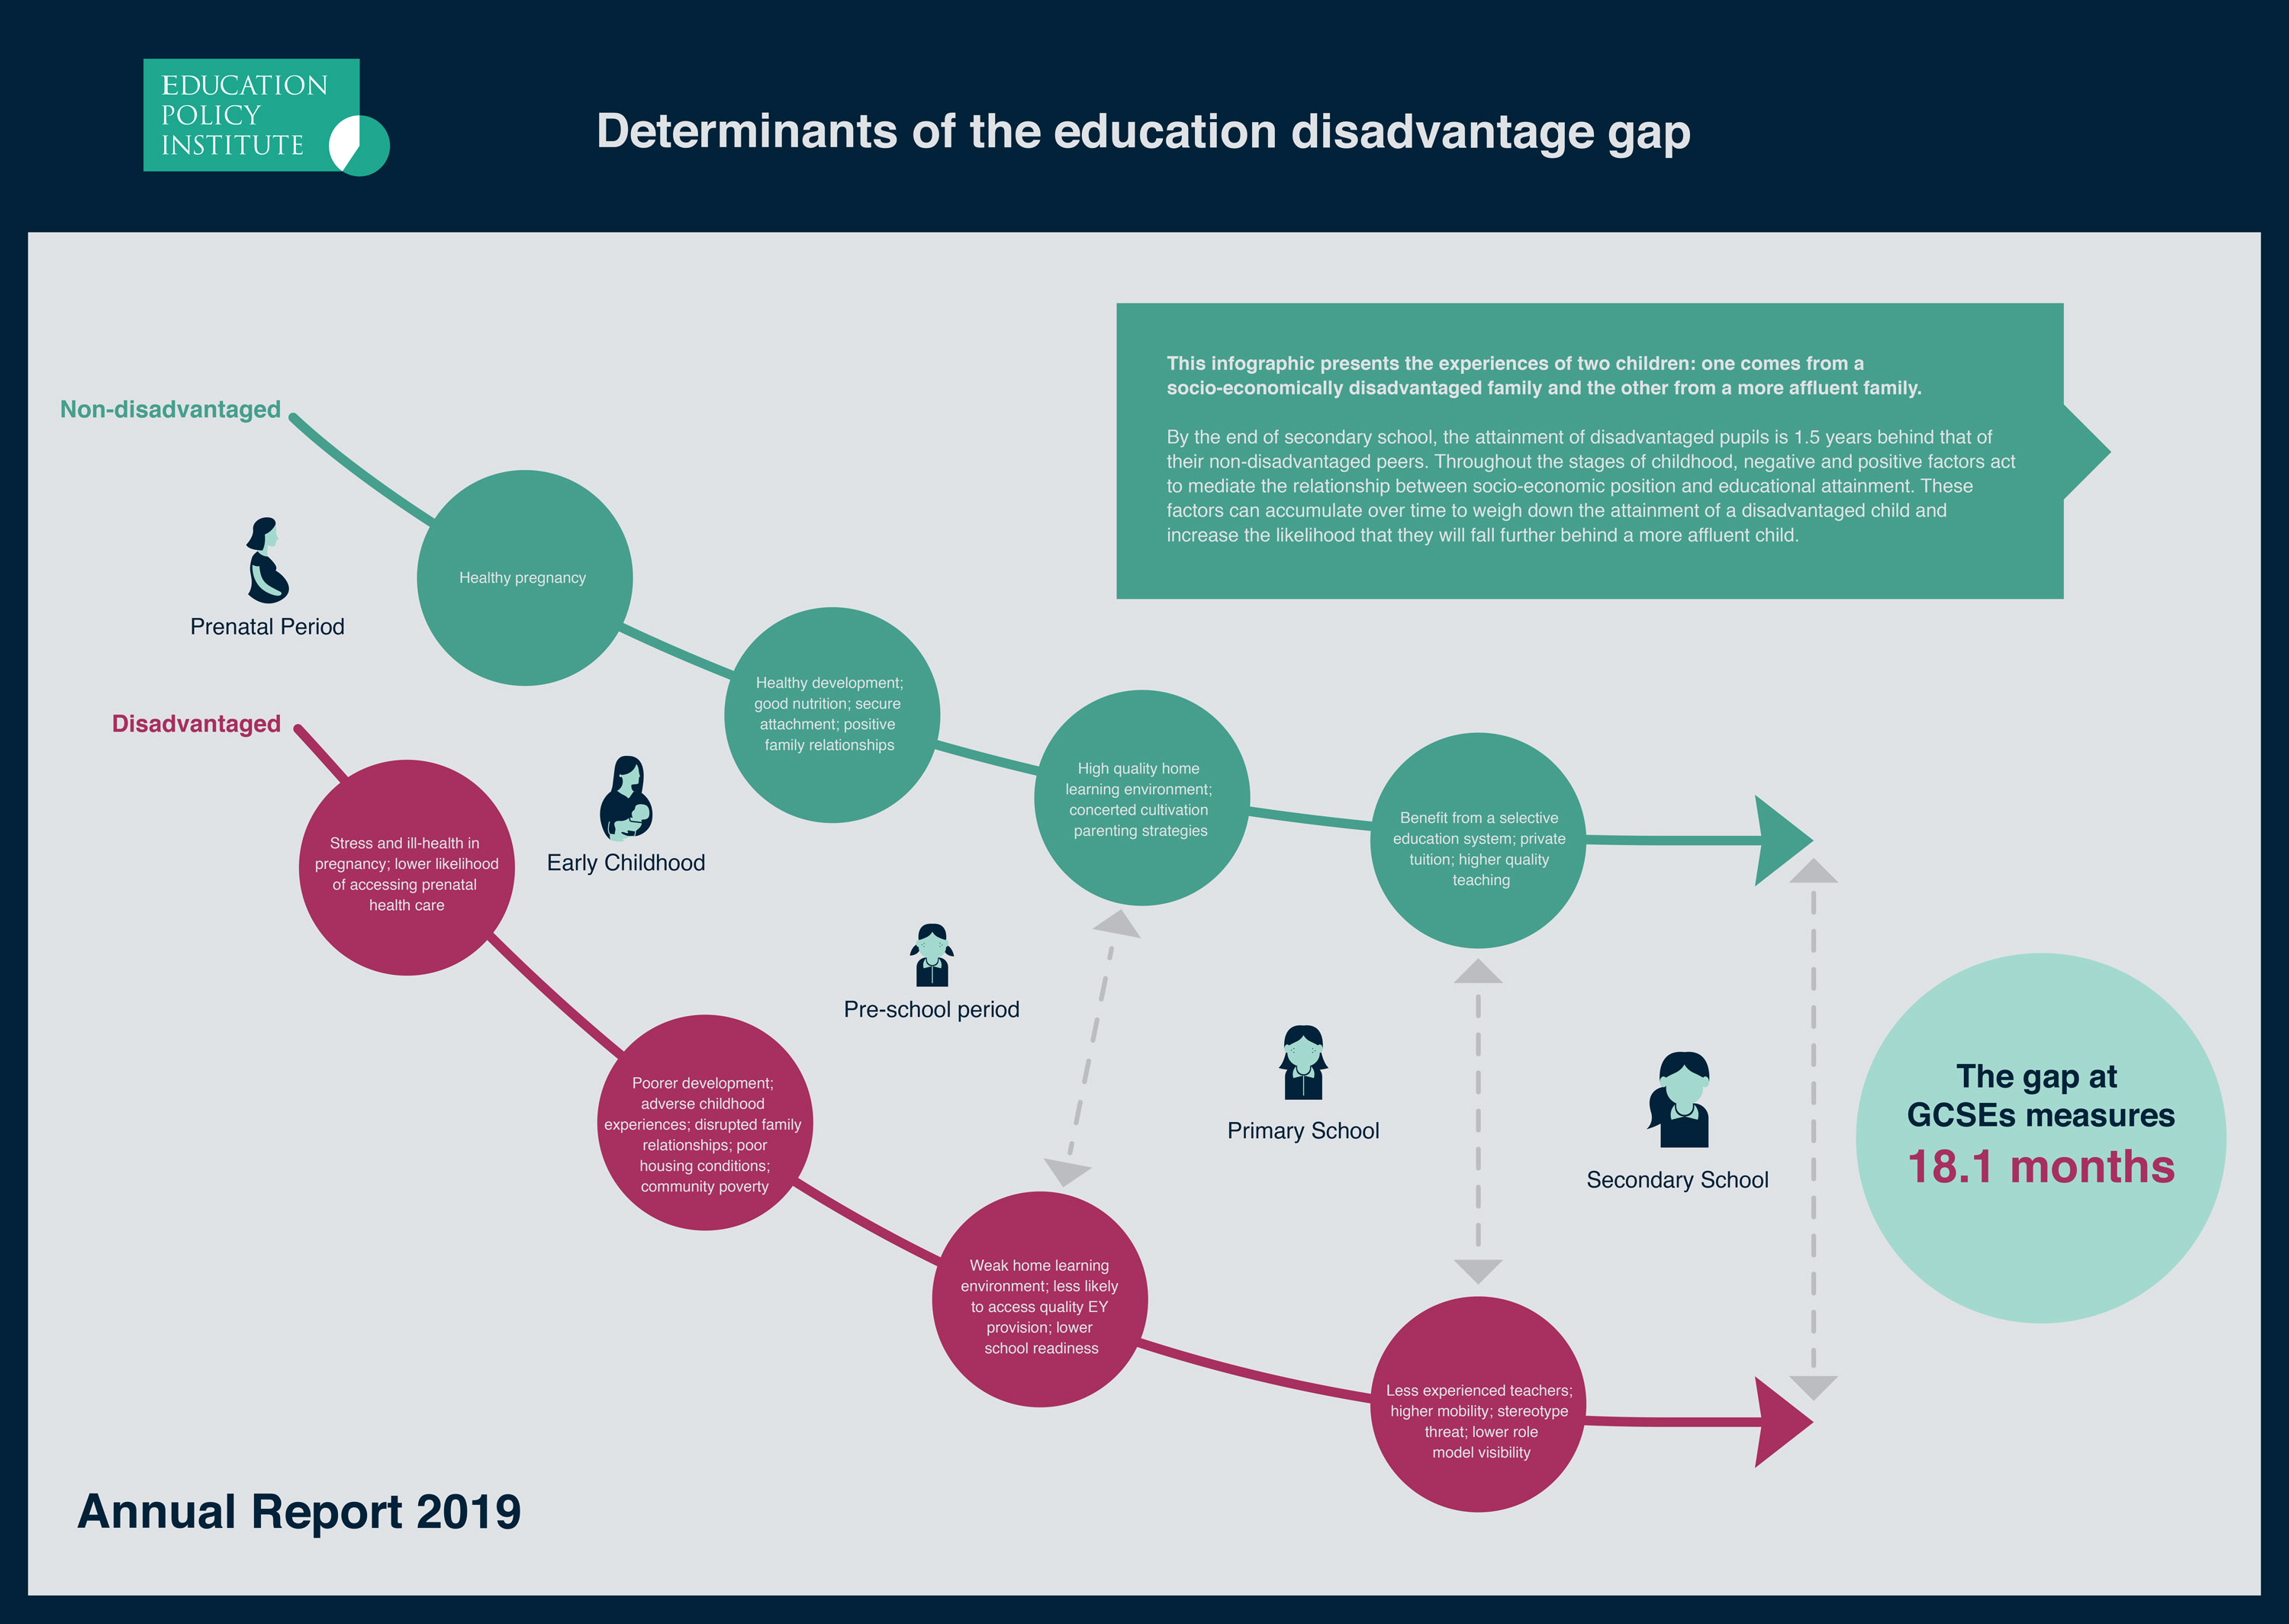 EDUCATION
POLICY
INSTITUTE
Determinants of the education disadvantage gap
This infographic presents the experiences of two children: one comes from a
socio-economically disadvantaged family and the other from a more affluent family.
By the end of secondary school, the attainment of disadvantaged pupils is 1.5 years behind that of
their non-disadvantaged peers. Throughout the stages of childhood, negative and positive factors act
to mediate the relationship between socio-economic position and educational attainment. These
factors can accumulate over time to weigh down the attainment of a disadvantaged child and
increase the likelihood that they will fall further behind a more affluent child.
Non-disadvantaged
Healthy pregnancy
Prenatal Period
Healthy development;
good nutrition; secure
attachment; positive
family relationships
High quality home
learning environment;
concerted cultivation
parenting strategies
Benefit from a selective
education system; private
tuition; higher quality
teaching
Disadvantaged
Stress and ill-health in
pregnancy; lower likelihood
of accessing prenatal
health care
Early Childhood
Pre-school period
Primary School
Secondary School
Poorer development;
adverse childhood
experiences; disrupted family
relationships; poor
housing conditions;
community poverty
Weak home learning
environment; less likely
to access quality EY
provision; lower
school readiness
Less experienced teachers;
higher mobility; stereotype
threat; lower role
model visibility
The gap at
GCSEs measures
18.1 months
Annual Report 2019